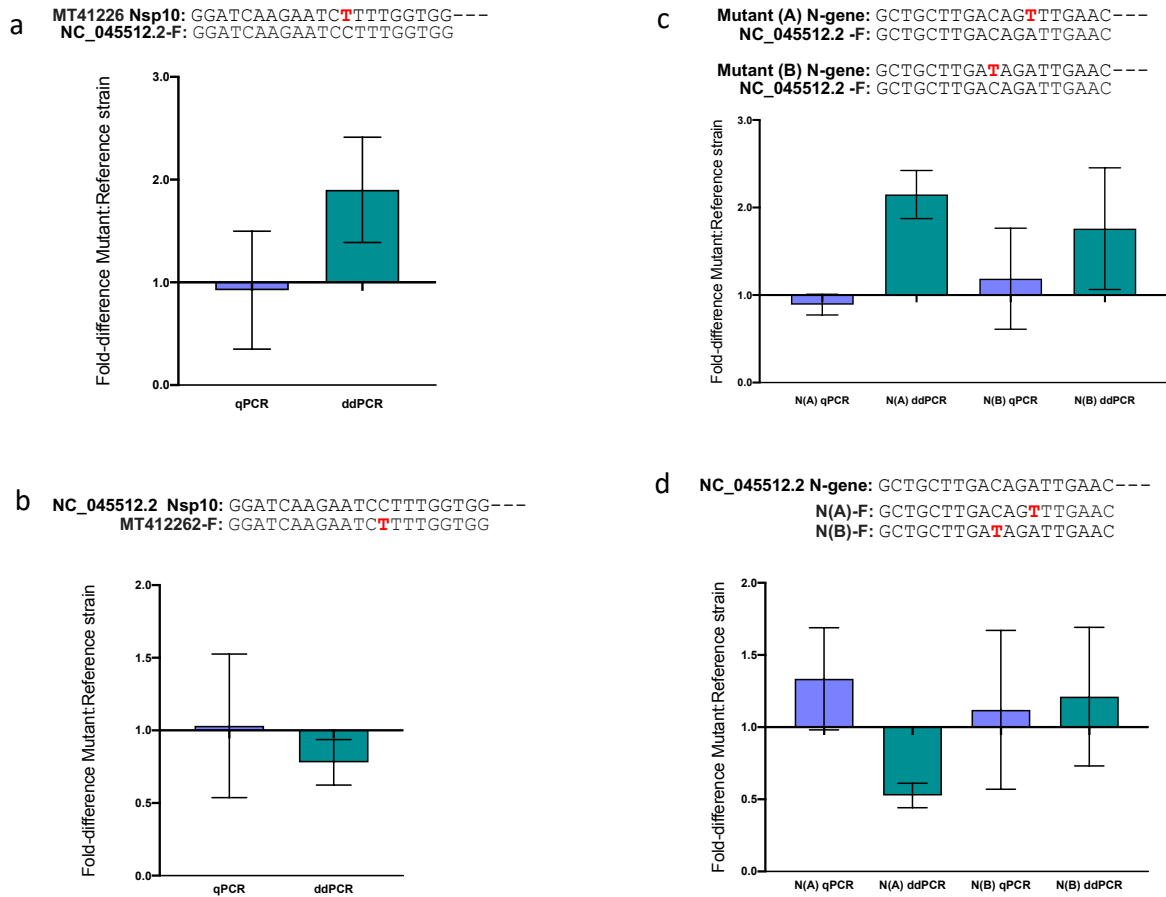 a
MT41226 Nsp10: GGATCAAGAATCTTTTGGTGG---
NC_045512.2-F: GGATCAAGAATCCTTTGGTGG
Fold-difference Mutant:Reference strain
3.0
2.0
1.0
0.0
qPCR ddPCR
b
NC_045512.2 Nsp10: GGATCAAGAATCCTTTGGTGG---
MT412262-F: GGATCAAGAATCTTTTGGTGG
Fold-difference Mutant:Reference strain
2.0
1.5
1.0
0.5
0.0
qPCR ddPCR
c
Mutant (A) N-gene: GCTGCTTGACAGTTTGAAC---
NC_045512.2 -F: GCTGCTTGACAGATTGAAC
Mutant (B) N-gene: GCTGCTTGATAGATTGAAC---
NC_045512.2 -F: GCTGCTTGACAGATTGAAC
Fold-difference Mutant:Reference strain
3.0
2.0
1.0
0.0
N(A) qPCR N(A) ddPCR N(B) qPCR N(B) ddPCR
d
NC_045512.2 N-gene: GCTGCTTGACAGATTGAAC---
N(A)-F: GCTGCTTGACAGTTTGAAC
N(B)-F: GCTGCTTGATAGATTGAAC
Fold-difference Mutant:Reference strain
2.0
1.5
1.0
0.5
0.0
N(A) qPCR N(A) ddPCR N(B) qPCR N(B) ddPCR